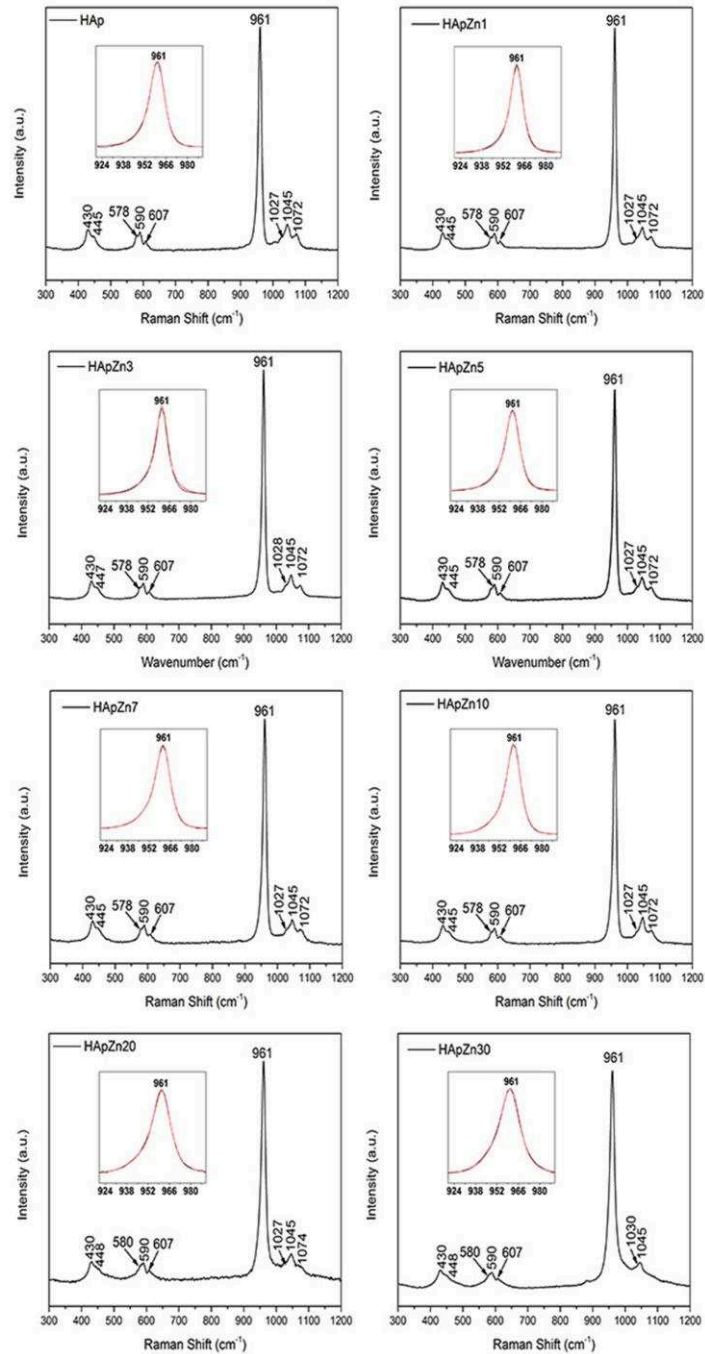 HAp
961
961
924 938 952 966 980
430
445
578
590
607
1027
1045
1072
Intensity (a.u.)
300 400 500 600 700 800 900 1000 1100 1200
Raman Shift (cm⁻¹)
HApZn1
961
961
924 938 952 966 980
430
445
578
590
607
1027
1045
1072
Intensity (a.u.)
300 400 500 600 700 800 900 1000 1100 1200
Raman Shift (cm⁻¹)
HApZn3
961
961
924 938 952 966 980
430
447
578
590
607
1028
1045
1072
Intensity (a.u.)
300 400 500 600 700 800 900 1000 1100 1200
Wavenumber (cm⁻¹)
HApZn5
961
961
924 938 952 966 980
430
445
578
590
607
1027
1045
1072
Intensity (a.u.)
300 400 500 600 700 800 900 1000 1100 1200
Wavenumber (cm⁻¹)
HApZn7
961
961
924 938 952 966 980
430
445
578
590
607
1027
1045
1072
Intensity (a.u.)
300 400 500 600 700 800 900 1000 1100 1200
Raman Shift (cm⁻¹)
HApZn10
961
961
924 938 952 966 980
430
445
578
590
607
1027
1045
1072
Intensity (a.u.)
300 400 500 600 700 800 900 1000 1100 1200
Raman Shift (cm⁻¹)
HApZn20
961
961
924 938 952 966 980
430
448
580
590
607
1027
1045
1074
Intensity (a.u.)
300 400 500 600 700 800 900 1000 1100 1200
Raman Shift (cm⁻¹)
HApZn30
961
961
924 938 952 966 980
430
448
580
590
607
1030
1045
Intensity (a.u.)
300 400 500 600 700 800 900 1000 1100 1200
Raman Shift (cm⁻¹)